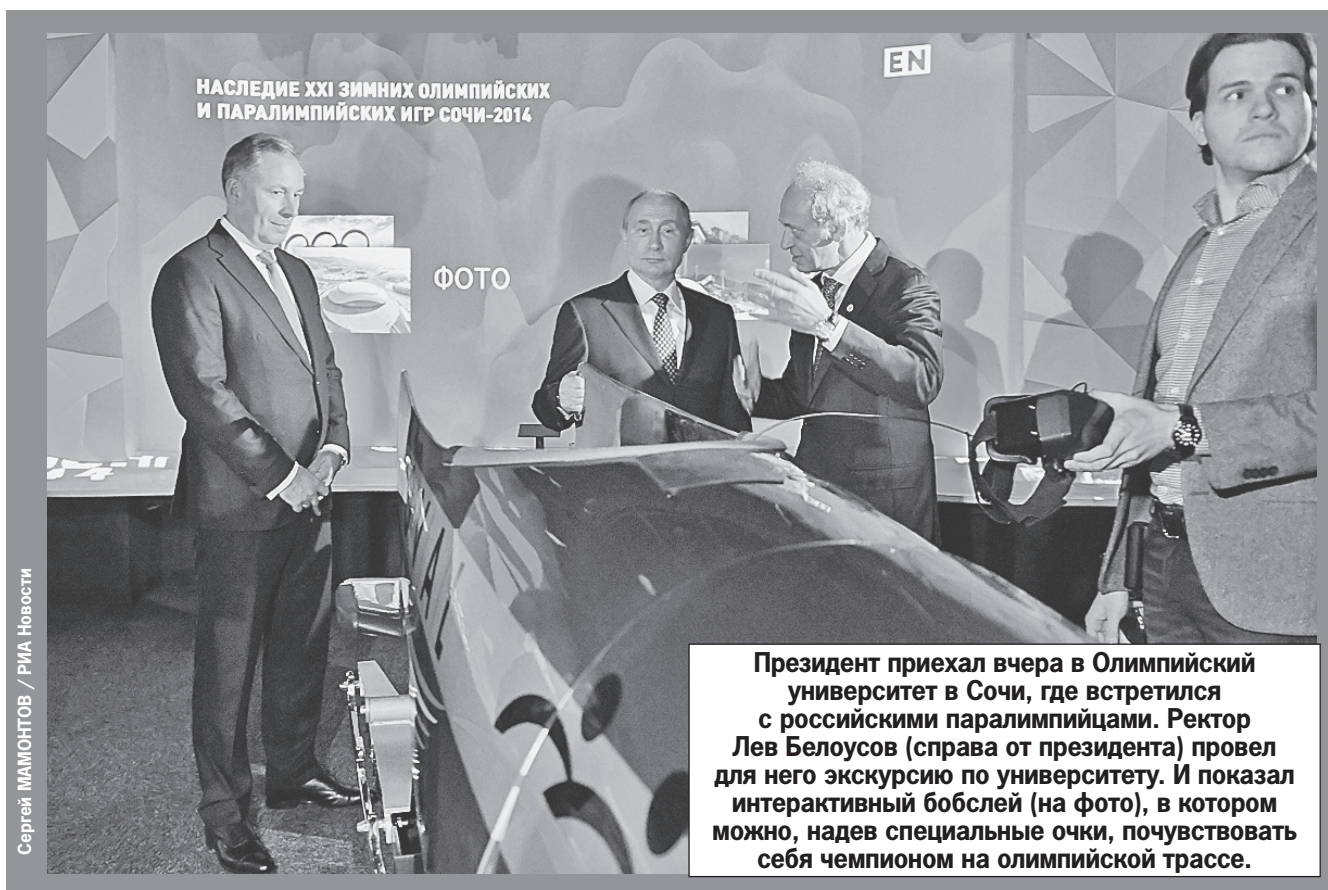 НАСЛЕДИЕ XXI ЗИМНИХ ОЛИМПИЙСКИХ
И ПАРАЛИМПИЙСКИХ ИГР СОЧИ-2014
EN
ФОТО
Сергей МАМОНТОВ / РИА Новости
Президент приехал вчера в Олимпийский
университет в Сочи, где встретился
с российскими паралимпийцами. Ректор
Лев Белоусов (справа от президента) провел
для него экскурсию по университету. И показал
интерактивный бобслей (на фото), в котором
можно, надев специальные очки, почувствовать
себя чемпионом на олимпийской трассе.